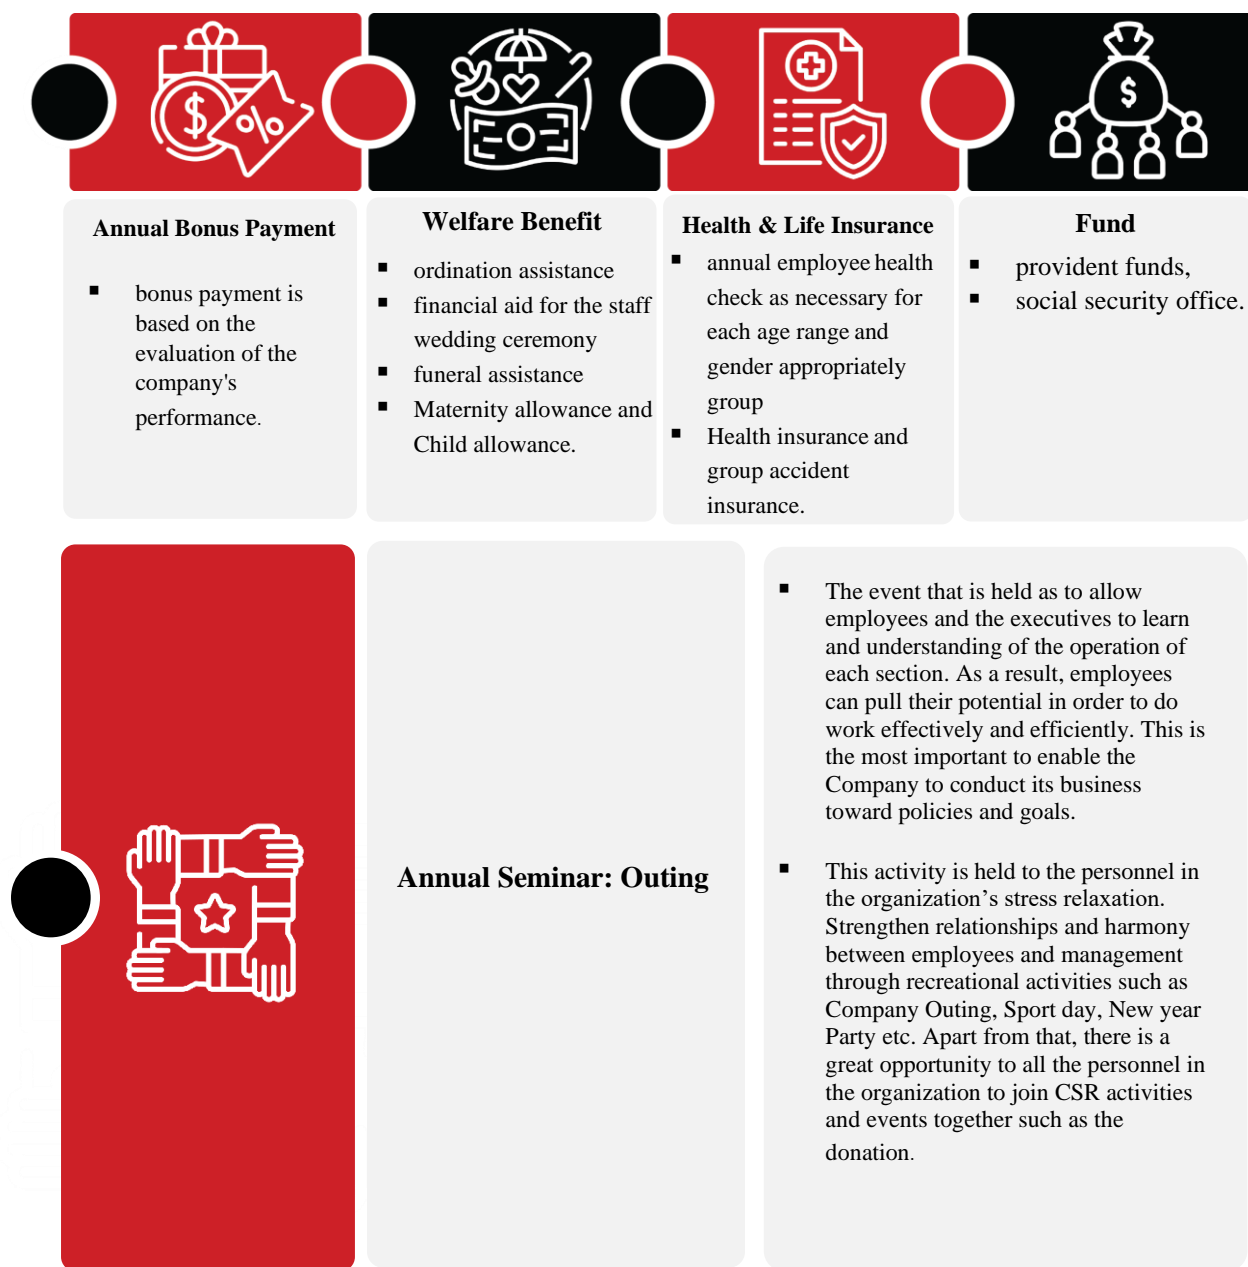 Annual Bonus Payment
▪ bonus payment is
based on the
evaluation of the
company's
performance.
Welfare Benefit
▪ ordination assistance
▪ financial aid for the staff
wedding ceremony
▪ funeral assistance
▪ Maternity allowance and
Child allowance.
Health & Life Insurance
▪ annual employee health
check as necessary for
each age range and
gender appropriately
group
▪ Health insurance and
group accident
insurance.
Fund
▪ provident funds,
▪ social security office.
Annual Seminar: Outing
▪ The event that is held as to allow
employees and the executives to learn
and understanding of the operation of
each section. As a result, employees
can pull their potential in order to do
work effectively and efficiently. This is
the most important to enable the
Company to conduct its business
toward policies and goals.
▪ This activity is held to the personnel in
the organization’s stress relaxation.
Strengthen relationships and harmony
between employees and management
through recreational activities such as
Company Outing, Sport day, New year
Party etc. Apart from that, there is a
great opportunity to all the personnel in
the organization to join CSR activities
and events together such as the
donation.